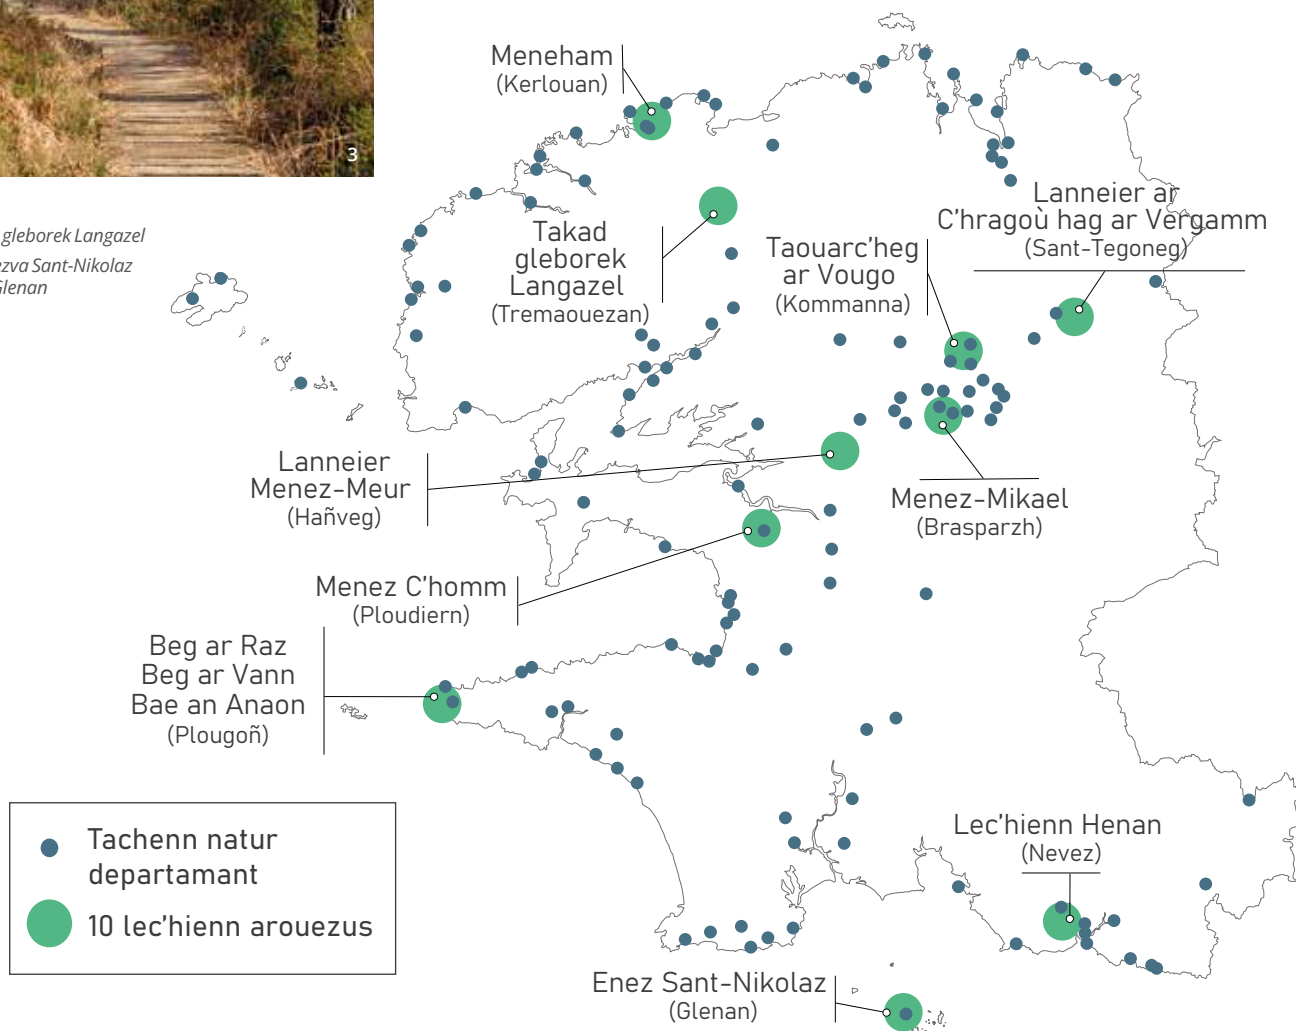 3
gleborek Langazel
ezva Sant-Nikolaz
Glenan
Meneham
(Kerlouan)
Takad
gleborek
Langazel
(Tremaouezan)
Taouarc'heg
ar Vougo
(Kommanna)
Lanneier ar
C'hragoù hag ar Vergamm
(Sant-Tegoneg)
Lanneier
Menez-Meur
(Hañveg)
Menez-Mikael
(Brasparzh)
Menez C'homm
(Ploudiern)
Beg ar Raz
Beg ar Vann
Bae an Anaon
(Plougoñ)
Lec'hienn Henan
(Nevez)
Enez Sant-Nikolaz
(Glenan)
Tachenn natur
departamant
10 lec'hienn arouezus